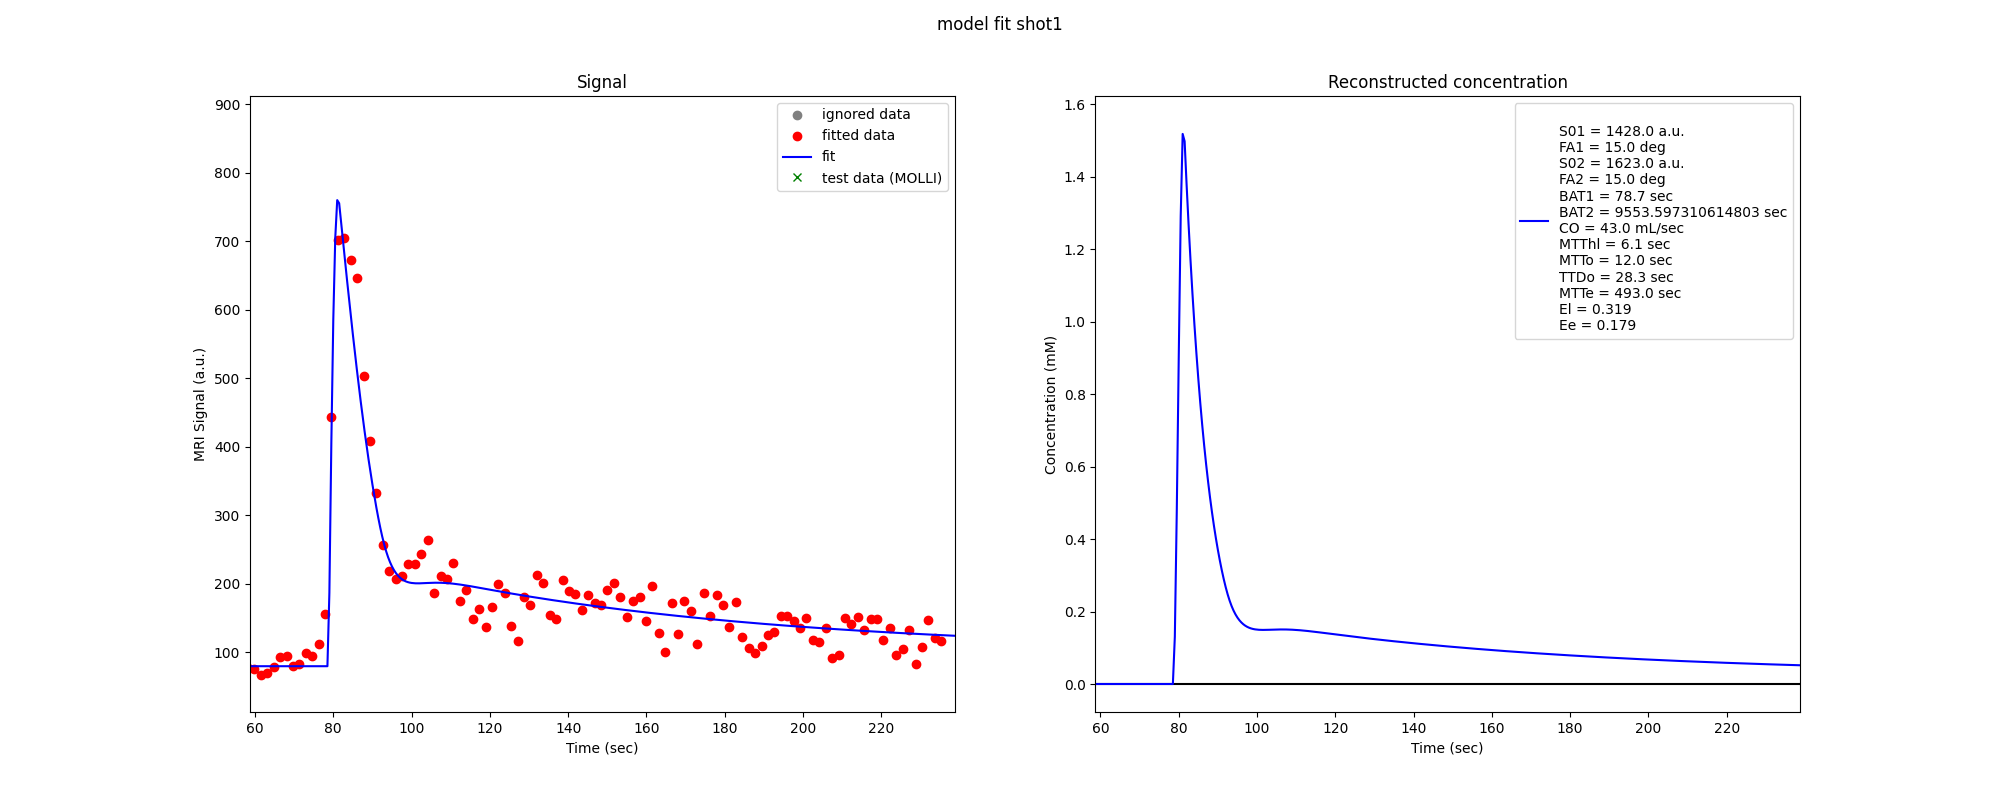 model fit shot1
Signal
900
800
700
600
500
400
300
200
100
MRI Signal (a.u.)
60 80 100 120 140 160 180 200 220
Time (sec)
ignored data
fitted data
fit
test data (MOLLI)
Reconstructed concentration
1.6
1.4
1.2
1.0
0.8
0.6
0.4
0.2
0.0
Concentration (mM)
60 80 100 120 140 160 180 200 220
Time (sec)
S01 = 1428.0 a.u.
FA1 = 15.0 deg
S02 = 1623.0 a.u.
FA2 = 15.0 deg
BAT1 = 78.7 sec
BAT2 = 9553.597310614803 sec
CO = 43.0 mL/sec
MTThl = 6.1 sec
MTTo = 12.0 sec
TTDo = 28.3 sec
MTTe = 493.0 sec
El = 0.319
Ee = 0.179